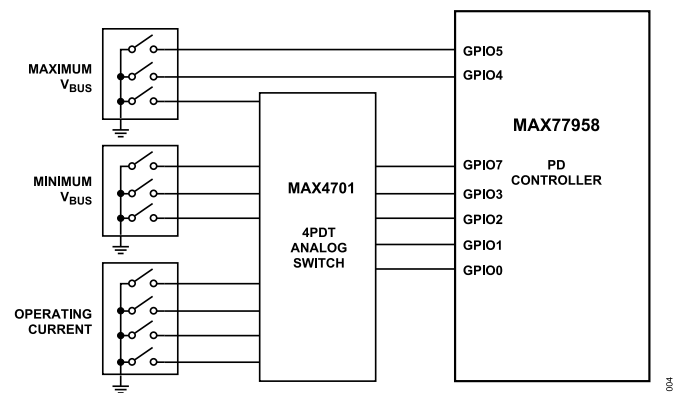 MAXIMUM
VBUS
MINIMUM
VBUS
OPERATING
CURRENT
MAX4701
4PDT
ANALOG
SWITCH
GPIO5
GPIO4
GPIO7
GPIO3
GPIO2
GPIO1
GPIO0
MAX77958
PD
CONTROLLER
004